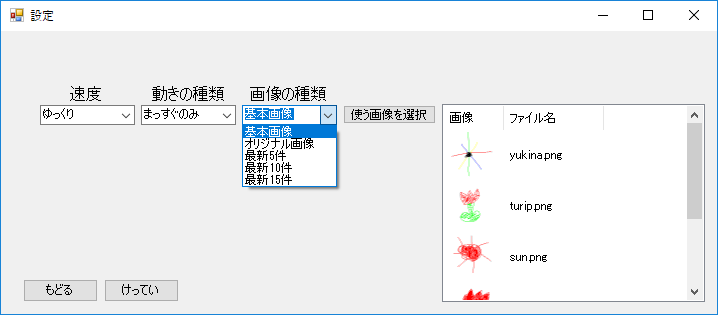 設定
速度 動きの種類 画像の種類
ゆっくり まっすぐのみ 基本画像 使う画像を選択
基本画像
オリジナル画像
最新5件
最新10件
最新15件
画像 ファイル名
yukina.png
turip.png
sun.png
もどる けってい